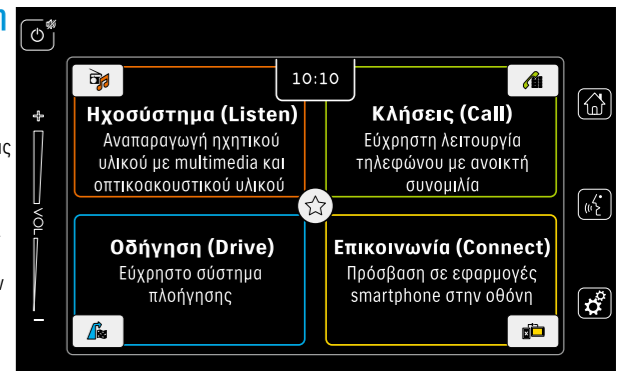 η
10:10
Ηχοσύστημα (Listen)
Αναπαραγωγή ηχητικού
υλικού με multimedia και
οπτικοακουστικού υλικού
Κλήσεις (Call)
Εύχρηστη λειτουργία
τηλεφώνου με ανοικτή
συνομιλία
ις
VOL
Οδήγηση (Drive)
Εύχρηστο σύστημα
πλοήγησης
Επικοινωνία (Connect)
Πρόσβαση σε εφαρμογές
smartphone στην οθόνη